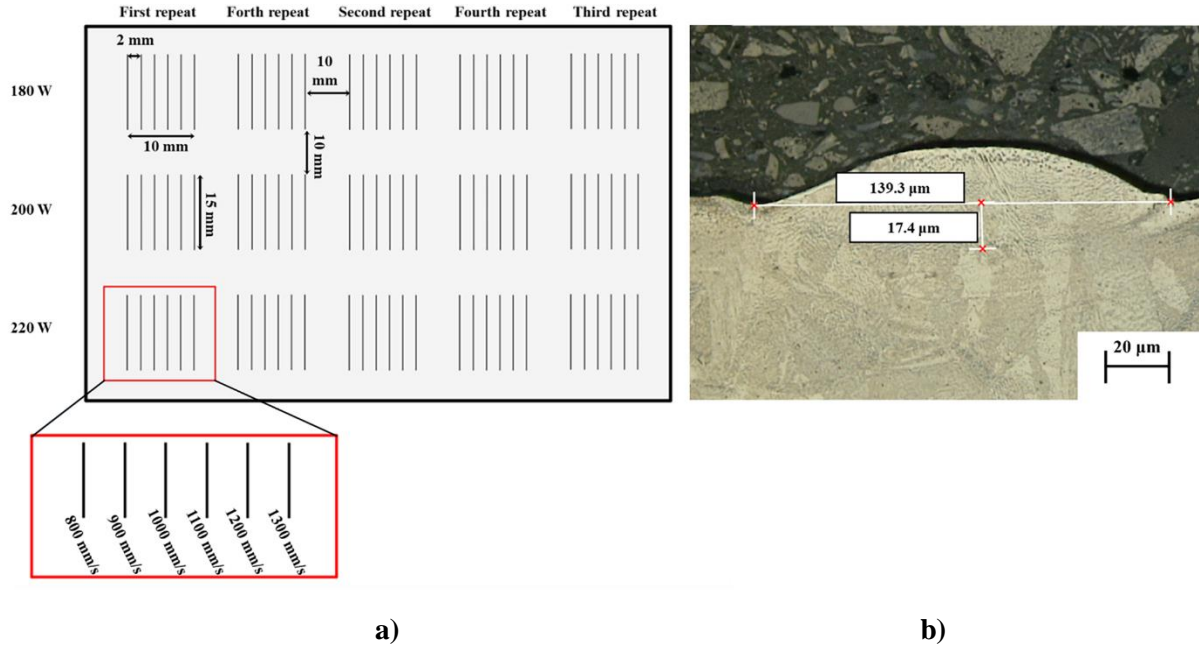 First repeat
Forth repeat
Second repeat
Fourth repeat
Third repeat
2 mm
10
mm
180 W
10 mm
10 mm
15 mm
200 W
220 W
800 mm/s
900 mm/s
1000 mm/s
1100 mm/s
1200 mm/s
1300 mm/s
139.3 µm
17.4 µm
20 µm
a)
b)